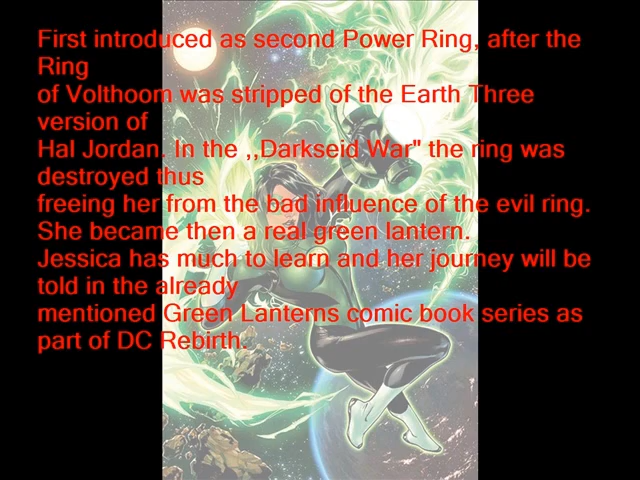 First introduced as second Power Ring, after the
Ring
of Volthoom was stripped of the Earth Three
version of
Hal Jordan. In the ,,Darkseid War" the ring was
destroyed thus
freeing her from the bad influence of the evil ring.
She became then a real green lantern.
Jessica has much to learn and her journey will be
told in the already
mentioned Green Lanterns comic book series as
part of DC Rebirth.